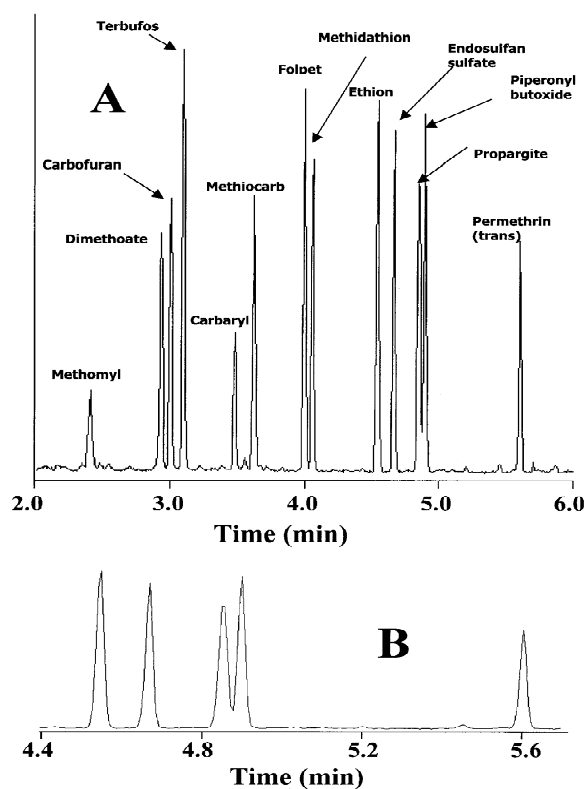 Terbufos
Methidathion
A
Folpet
Endosulfan
sulfate
Ethion
Piperonyl
butoxide
Carbofuran
Methiocarb
Propargite
Dimethoate
Permethrin
(trans)
Carbaryl
Methomyl
2.0 3.0 4.0 5.0 6.0
Time (min)
B
4.4 4.8 5.2 5.6
Time (min)